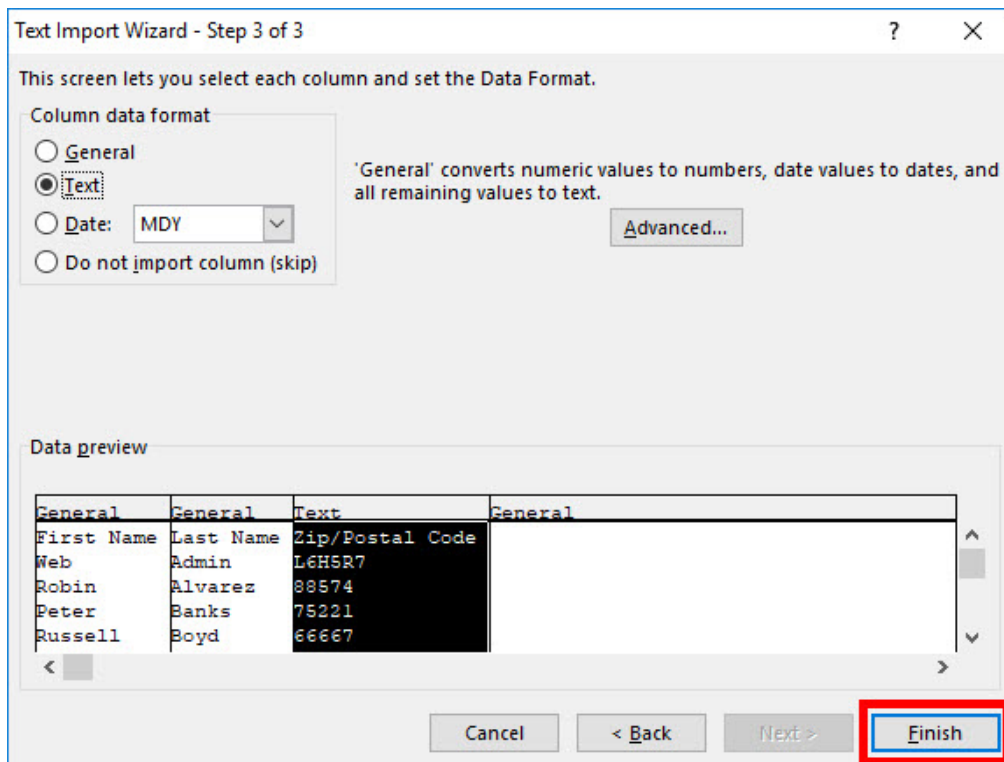 Text Import Wizard - Step 3 of 3
?
This screen lets you select each column and set the Data Format.
Column data format
General
Text
Date: MDY
Do not import column (skip)
'General' converts numeric values to numbers, date values to dates, and
all remaining values to text.
Advanced...
Data preview
General General Text General
First Name Last Name Zip/Postal Code
Web Admin L6H5R7
Robin Alvarez 88574
Peter Banks 75221
Russell Boyd 66667
Cancel < Back Next > Finish